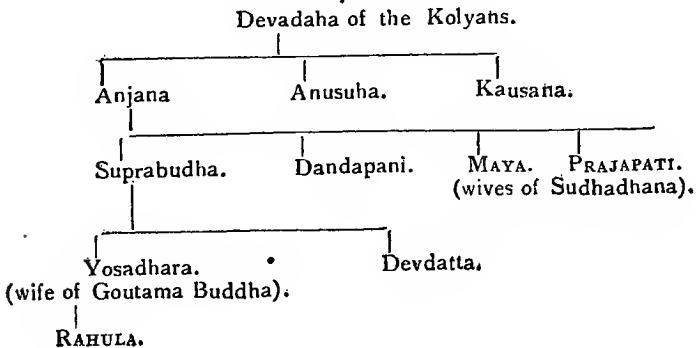 Devadaha of the Kolyans.
Anjana Anusuha. Kausana.
Suprabudha. Dandapani. MAYA. PRAJAPATI.
(wives of Sudhadhana).
Yosadhara. Devdatta.
(wife of Goutama Buddha).
RAHULA.